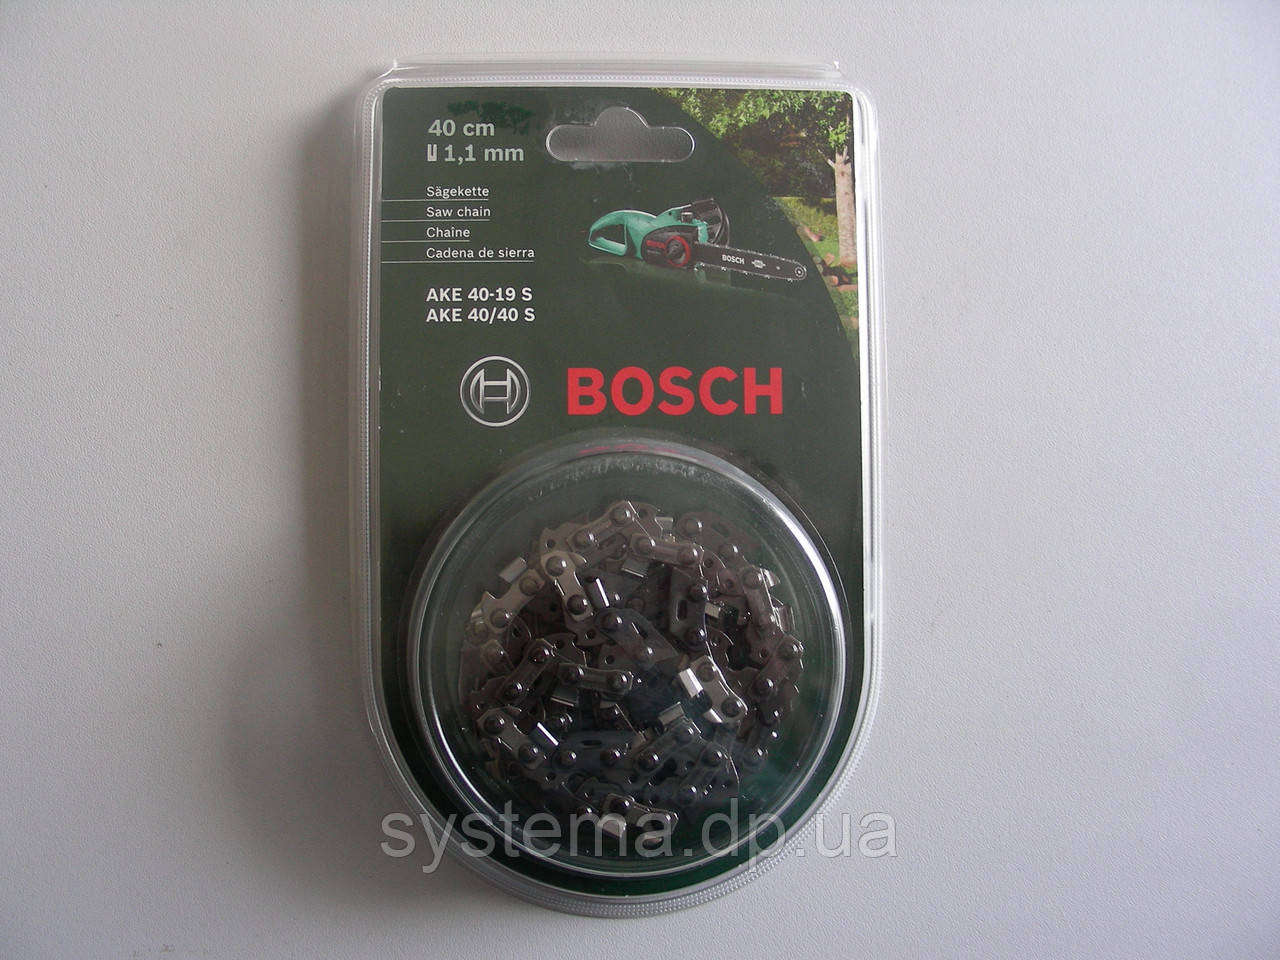 40 cm
1,1 mm
Sägekette
Saw chain
Chaîne
Cadena de sierra
AKE 40-19 S
AKE 40/40 S
BOSCH
BOSCH
systema.dp.ua